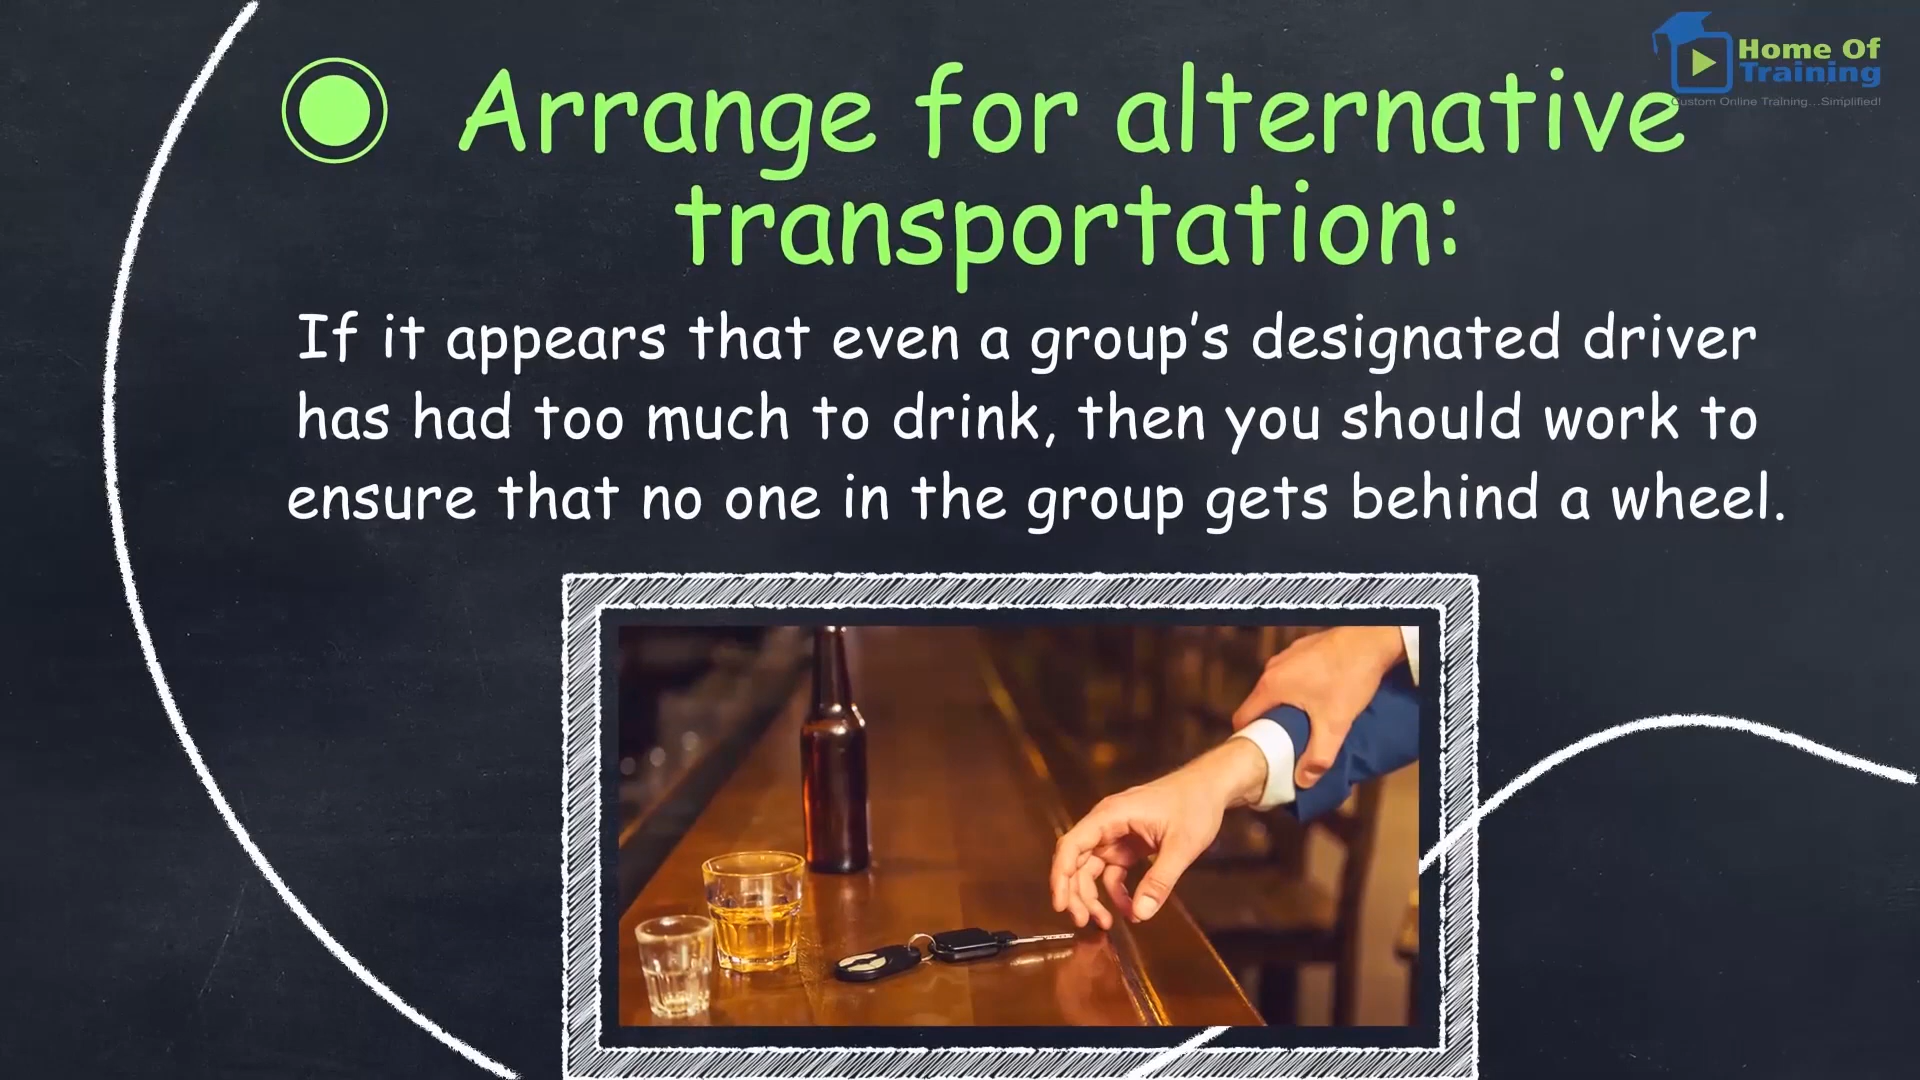 Home Of
Training
Custom Online Training...Simplified!
Arrange for alternative
transportation:
If it appears that even a group's designated driver
has had too much to drink, then you should work to
ensure that no one in the group gets behind a wheel.